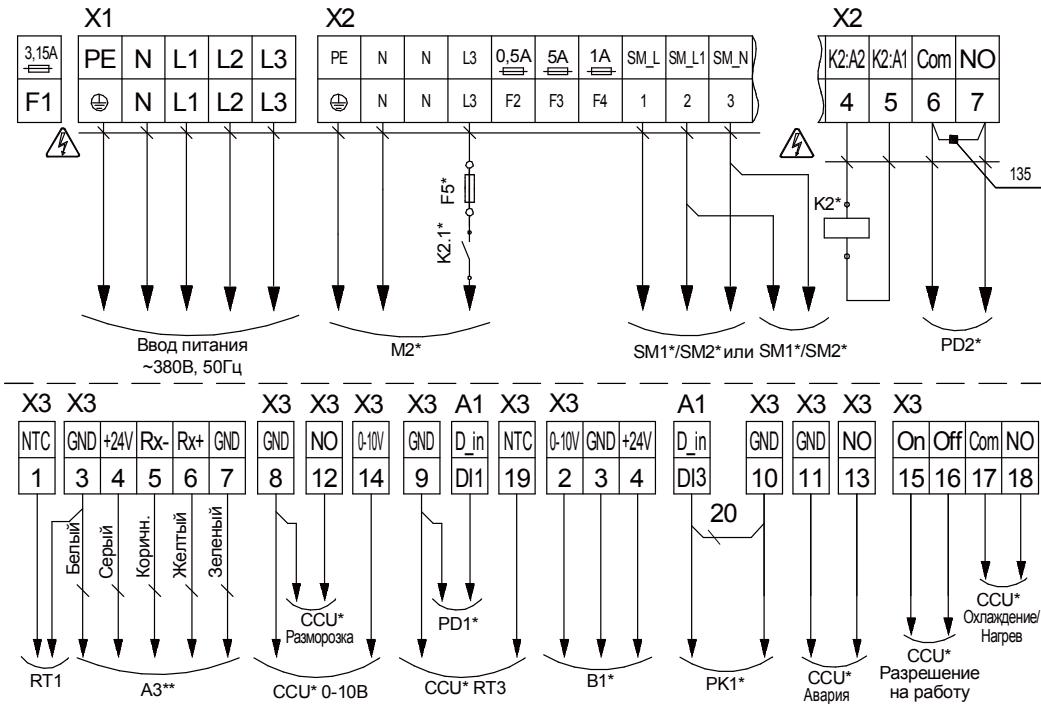 X1 X2 X2
3,15A PE N L1 L2 L3 PE N N L3 0,5A 5A 1A SM_L SM_L1 SM_N K2:A2 K2:A1 Com NO
F1 N L1 L2 L3 N N L3 F2 F3 F4 1 2 3 4 5 6 7
135
F5*
K2.1*
K2*
Ввод питания
~380В, 50Гц
M2*
SM1*/SM2* или SM1*/SM2*
PD2*
X3 X3 X3 X3 X3 X3 A1 X3 X3 A1 X3 X3 X3 X3
NTC GND +24V Rx- Rx+ GND GND NO 0-10V GND D_in NTC 0-10V GND +24V D_in GND GND NO On Off Com NO
1 3 4 5 6 7 8 12 14 9 DI1 19 2 3 4 DI3 10 11 13 15 16 17 18
20
Белый
Серый
Коричн.
Желтый
Зеленый
CCU*
Разморозка
PD1*
CCU*
Охлаждение/
Нагрев
RT1
A3**
CCU* 0-10В
CCU* RT3
B1*
PK1*
CCU*
Авария
CCU*
Разрешение
на работу